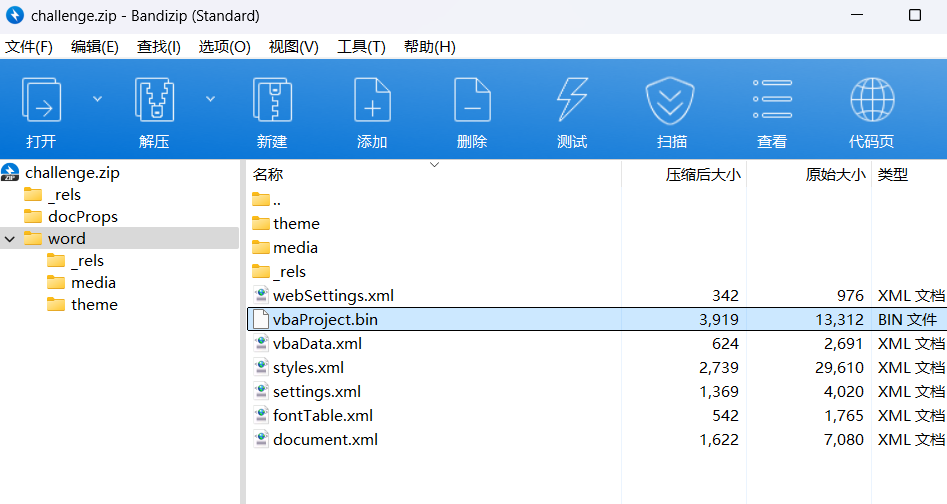 challenge.zip - Bandizip (Standard)
文件(F) 编辑(E) 查找(I) 选项(O) 视图(V) 工具(T) 帮助(H)
打开 解压 新建 添加 删除 测试 扫描 查看 代码页
challenge.zip
_rels
docProps
word
_rels
media
theme
名称 压缩后大小 原始大小 类型
..
theme
media
_rels
webSettings.xml 342 976 XML 文档
vbaProject.bin 3,919 13,312 BIN 文件
vbaData.xml 624 2,691 XML 文档
styles.xml 2,739 29,610 XML 文档
settings.xml 1,369 4,020 XML 文档
fontTable.xml 542 1,765 XML 文档
document.xml 1,622 7,080 XML 文档